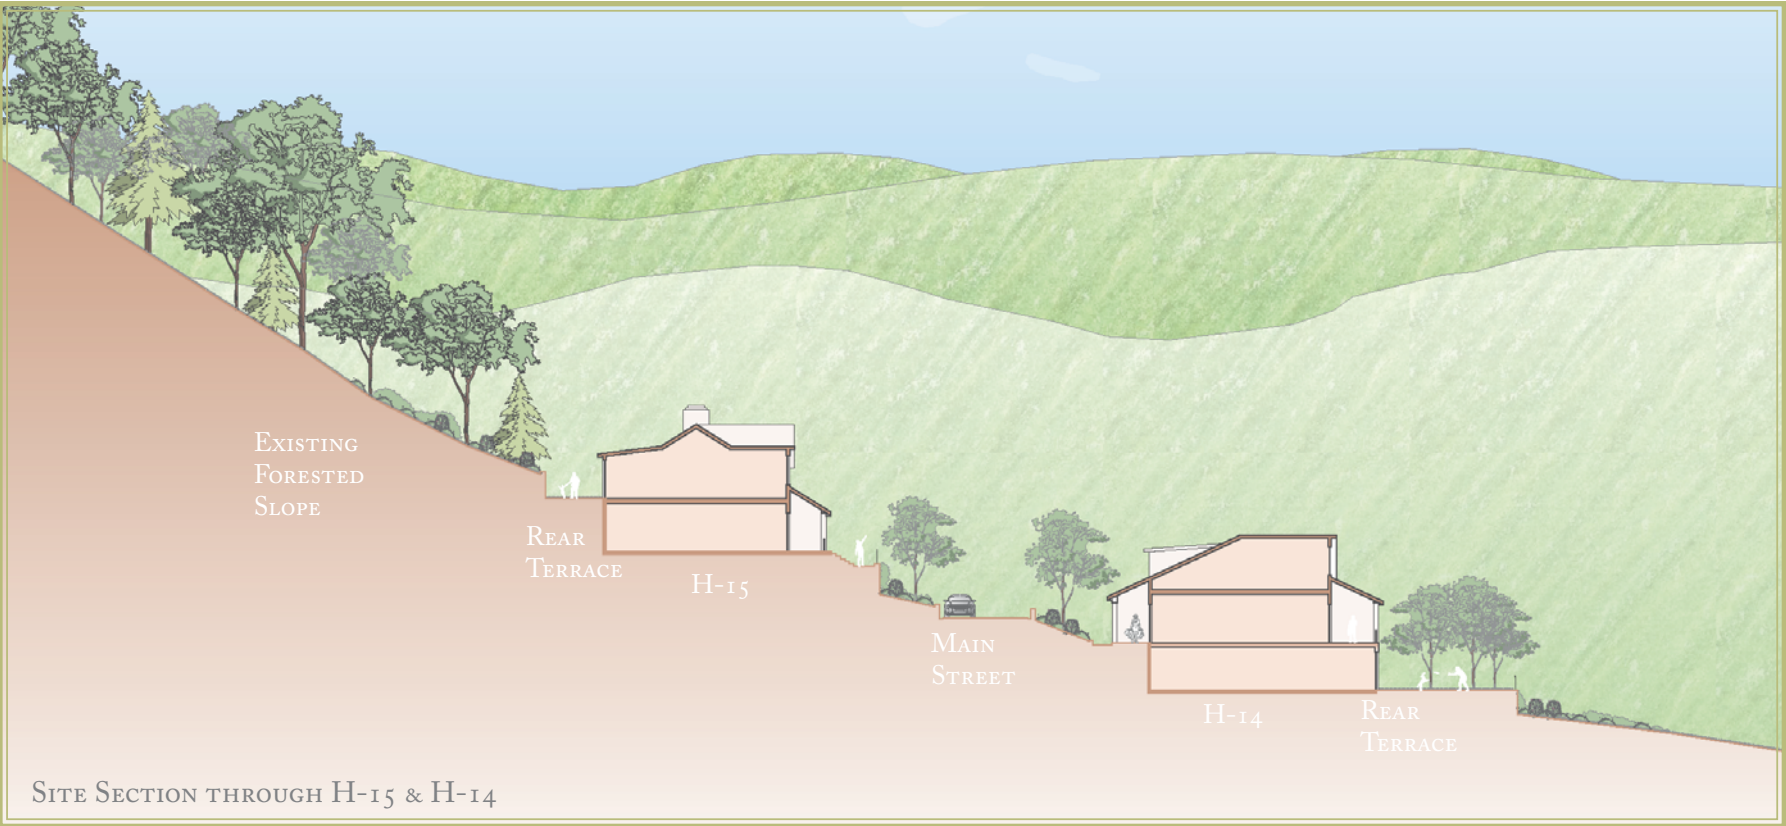 Existing
Forested
Slope
Rear
Terrace
H-15
Main
Street
H-14
Rear
Terrace
Site Section through H-15 & H-14